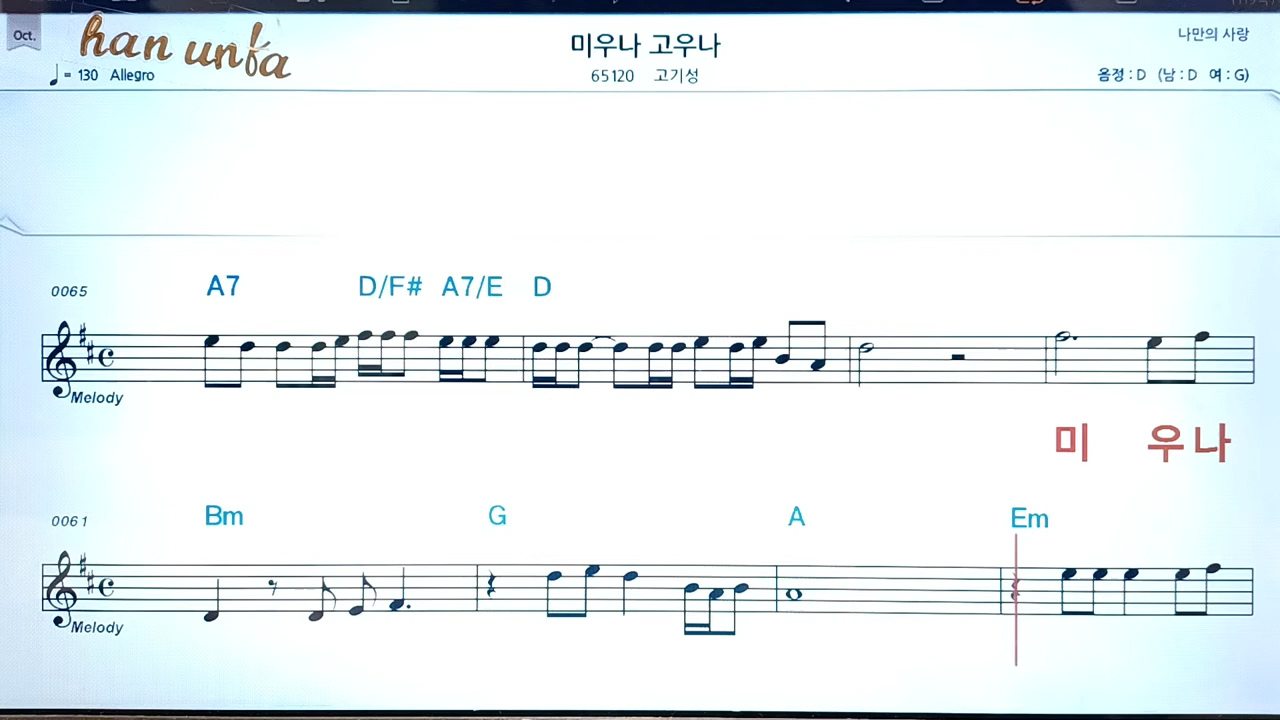 Oct.
han unfa
나만의 사랑
미우나 고우나
♩= 130 Allegro
65120 고기성
음정 : D (남 : D 여 : G)
0065
A7 D/F# A7/E D
Melody
미 우 나
0061
Bm G A Em
Melody